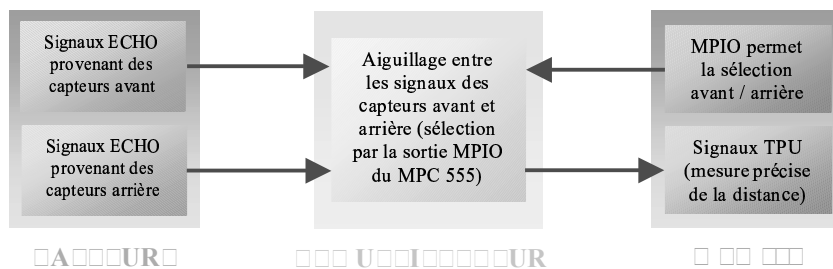 Signaux ECHO
provenant des
capteurs avant
Signaux ECHO
provenant des
capteurs arrière
Aiguillage entre
les signaux des
capteurs avant et
arrière (sélection
par la sortie MPIO
du MPC 555)
MPIO permet
la sélection
avant / arrière
Signaux TPU
(mesure précise
de la distance)